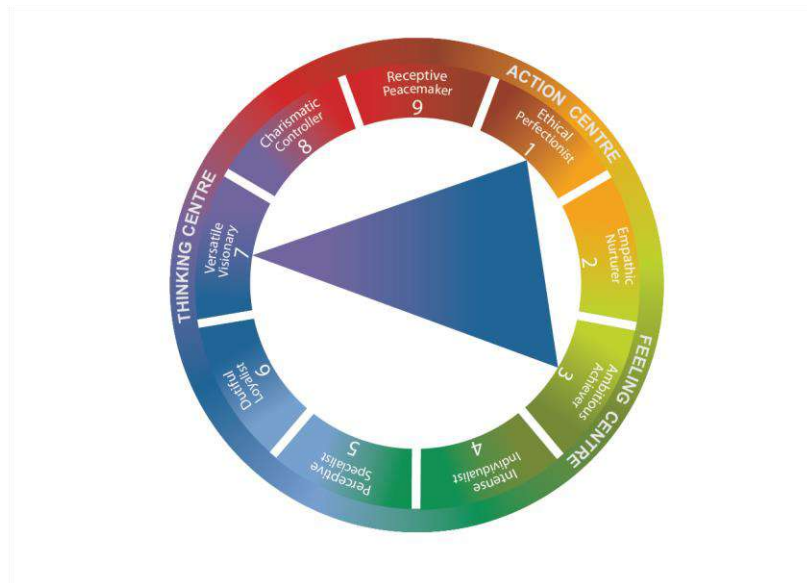 ACTION CENTRE
FEELING CENTRE
THINKING CENTRE
Ethical
Perfectionist
1
Empathic
Nurturer
2
Ambitious
Achiever
3
Intense
Individualist
4
Perceptive
Specialist
5
Dutiful
Loyalist
6
Versatile
Visionary
7
Charismatic
Controller
8
Receptive
Peacemaker
9